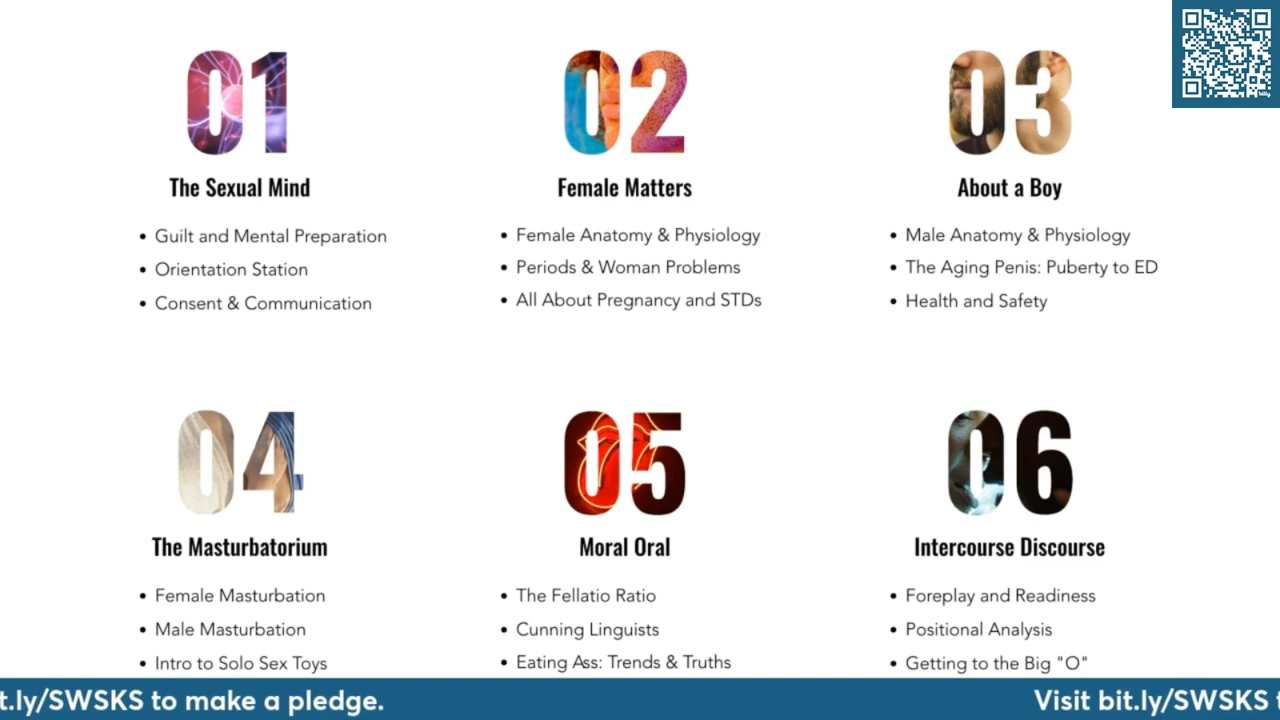 01
The Sexual Mind
• Guilt and Mental Preparation
• Orientation Station
• Consent & Communication
02
Female Matters
• Female Anatomy & Physiology
• Periods & Woman Problems
• All About Pregnancy and STDs
03
About a Boy
• Male Anatomy & Physiology
• The Aging Penis: Puberty to ED
• Health and Safety
04
The Masturbatorium
• Female Masturbation
• Male Masturbation
• Intro to Solo Sex Toys
05
Moral Oral
• The Fellatio Ratio
• Cunning Linguists
• Eating Ass: Trends & Truths
06
Intercourse Discourse
• Foreplay and Readiness
• Positional Analysis
• Getting to the Big "O"
t.ly/SWSKS to make a pledge. Visit bit.ly/SWSKS t